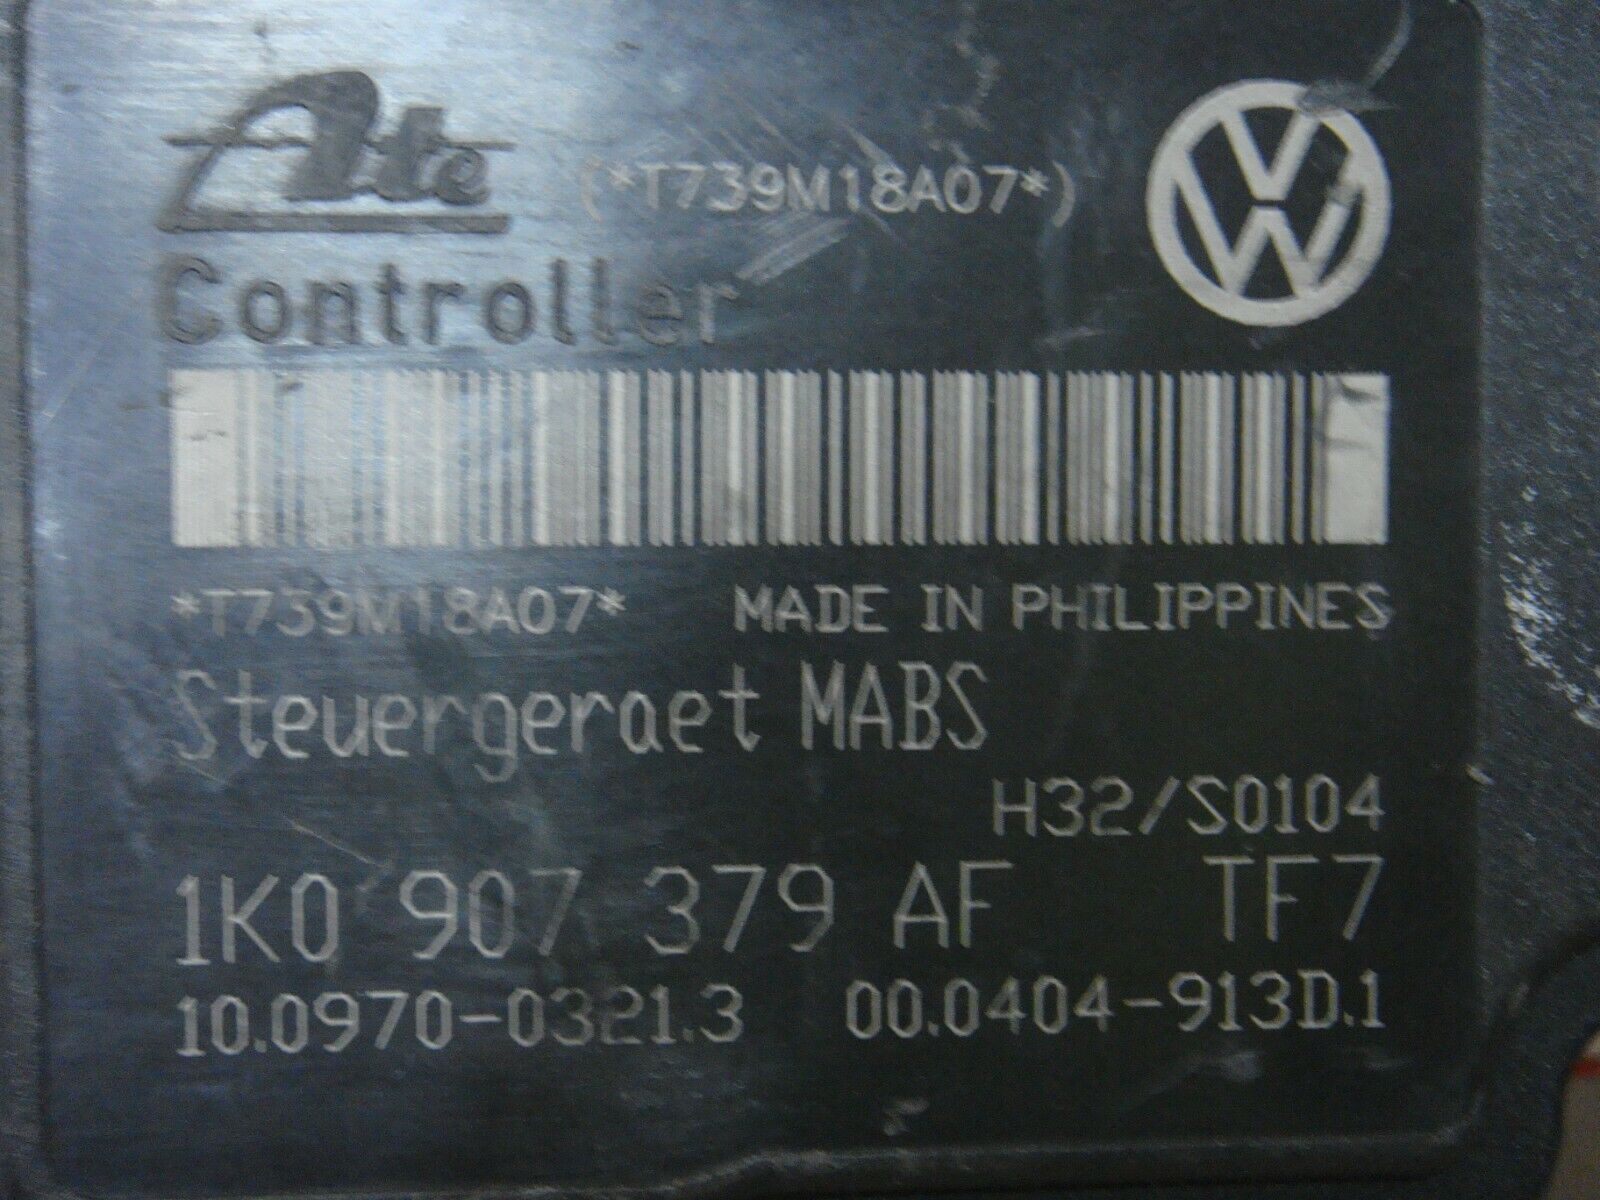 Ate (*T739M18A07*) VW
Controller
*T739M18A07* MADE IN PHILIPPINES
Steuergeraet MABS
H32/S0104
1K0 907 379 AF TF7
10.0970-0321.3 00.0404-913D.1